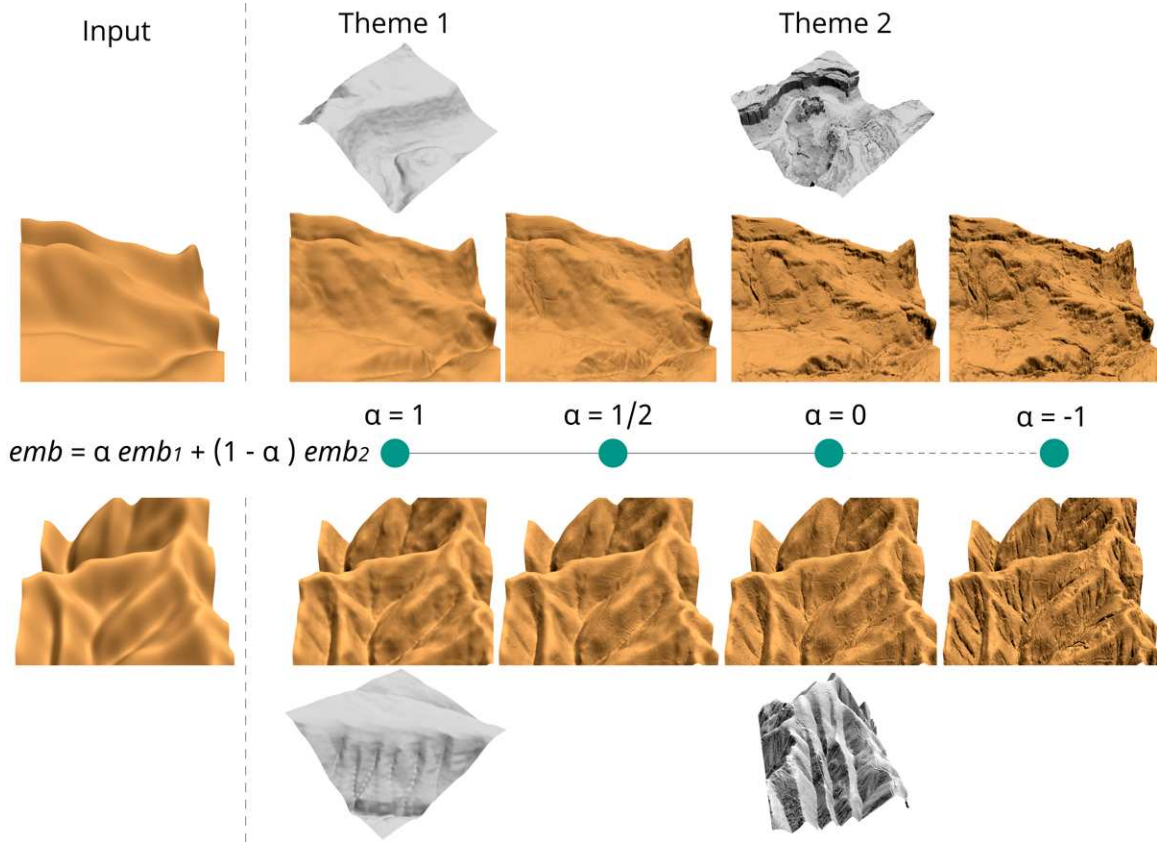 Input
Theme 1
Theme 2
α = 1
α = 1/2
α = 0
α = -1
emb = α emb₁ + (1 - α ) emb₂